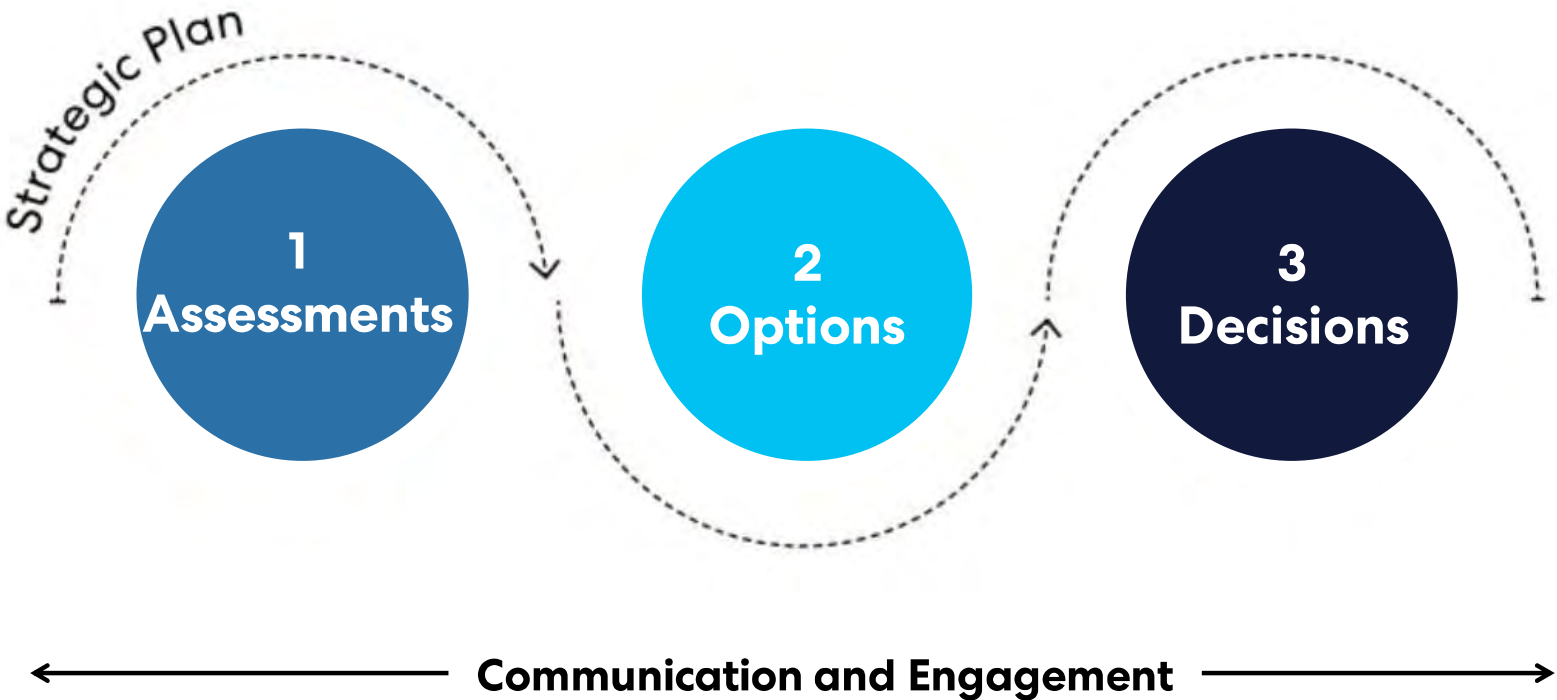 Strategic Plan
1
Assessments
2
Options
3
Decisions
Communication and Engagement